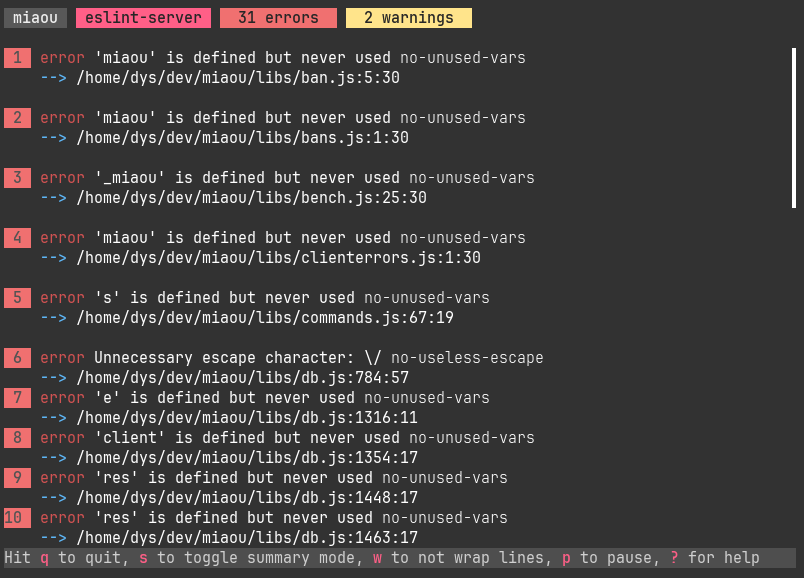 miaou eslint-server 31 errors 2 warnings
1 error 'miaou' is defined but never used no-unused-vars
--> /home/dys/dev/miaou/libs/ban.js:5:30
2 error 'miaou' is defined but never used no-unused-vars
--> /home/dys/dev/miaou/libs/bans.js:1:30
3 error '_miaou' is defined but never used no-unused-vars
--> /home/dys/dev/miaou/libs/bench.js:25:30
4 error 'miaou' is defined but never used no-unused-vars
--> /home/dys/dev/miaou/libs/clienterrors.js:1:30
5 error 's' is defined but never used no-unused-vars
--> /home/dys/dev/miaou/libs/commands.js:67:19
6 error Unnecessary escape character: \/ no-useless-escape
--> /home/dys/dev/miaou/libs/db.js:784:57
7 error 'e' is defined but never used no-unused-vars
--> /home/dys/dev/miaou/libs/db.js:1316:11
8 error 'client' is defined but never used no-unused-vars
--> /home/dys/dev/miaou/libs/db.js:1354:17
9 error 'res' is defined but never used no-unused-vars
--> /home/dys/dev/miaou/libs/db.js:1448:17
10 error 'res' is defined but never used no-unused-vars
--> /home/dys/dev/miaou/libs/db.js:1463:17
Hit q to quit, s to toggle summary mode, w to not wrap lines, p to pause, ? for help